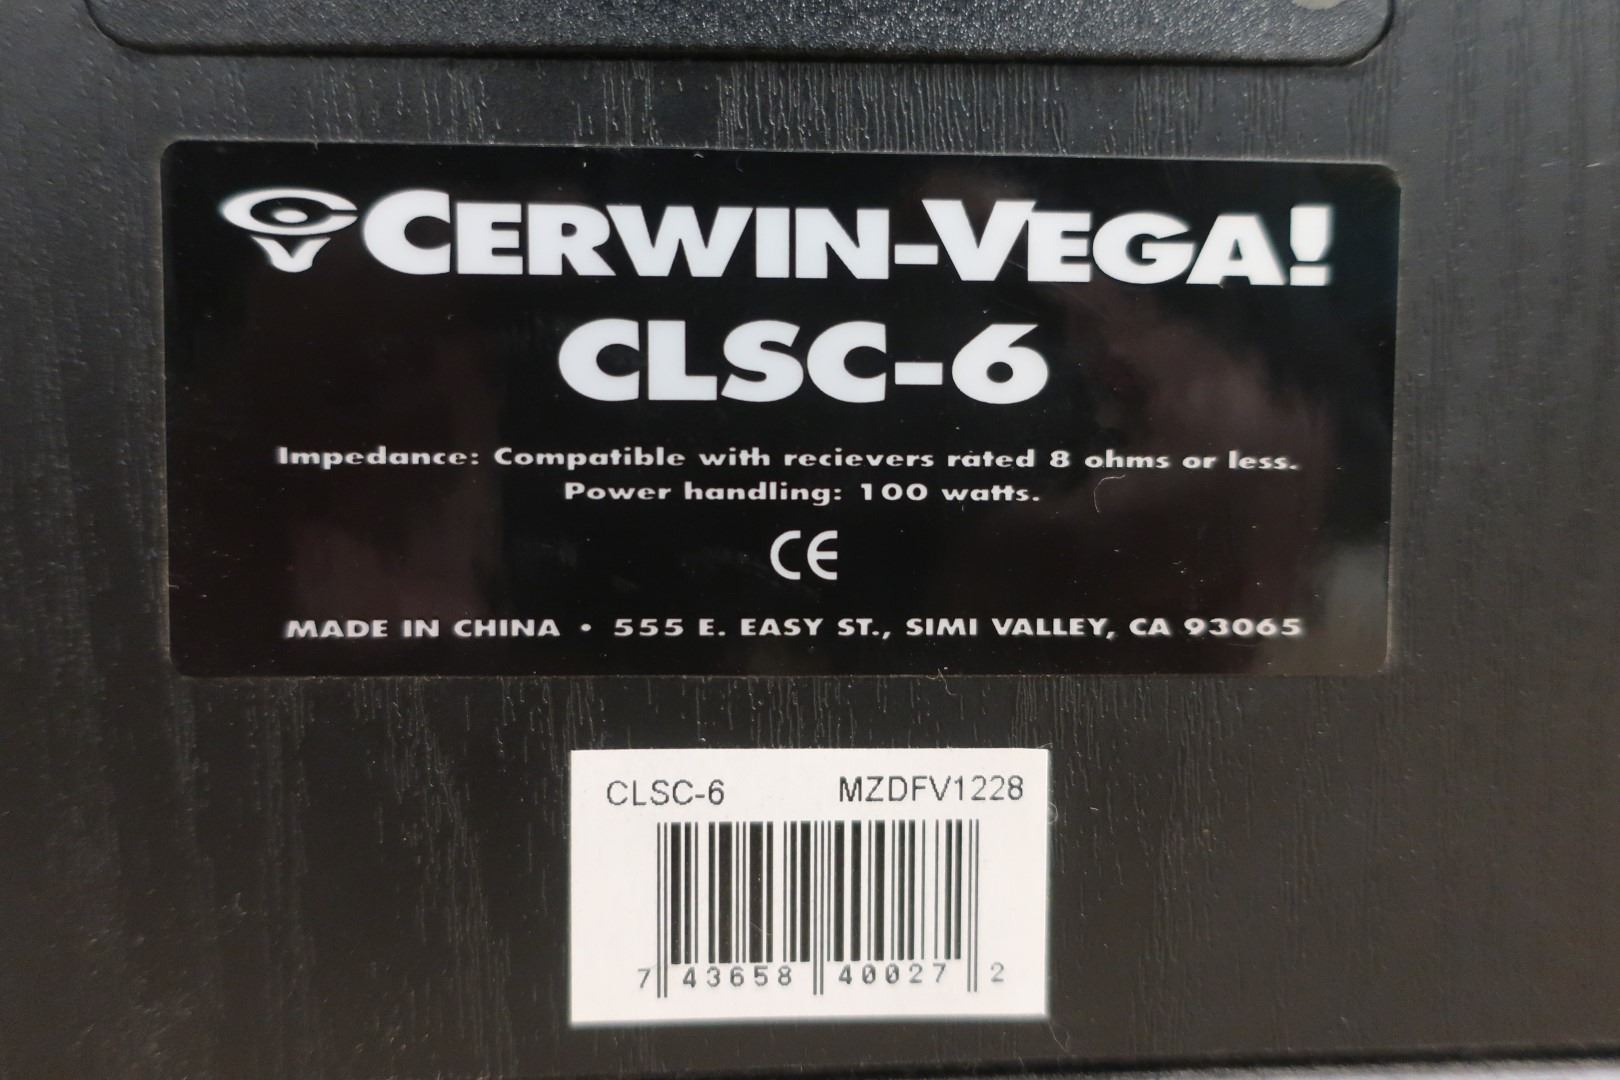 CERWIN-VEGA!
CLSC-6
Impedance: Compatible with recievers rated 8 ohms or less.
Power handling: 100 watts.
CE
MADE IN CHINA • 555 E. EASY ST., SIMI VALLEY, CA 93065
CLSC-6 MZDFV1228
7 43658 40027 2